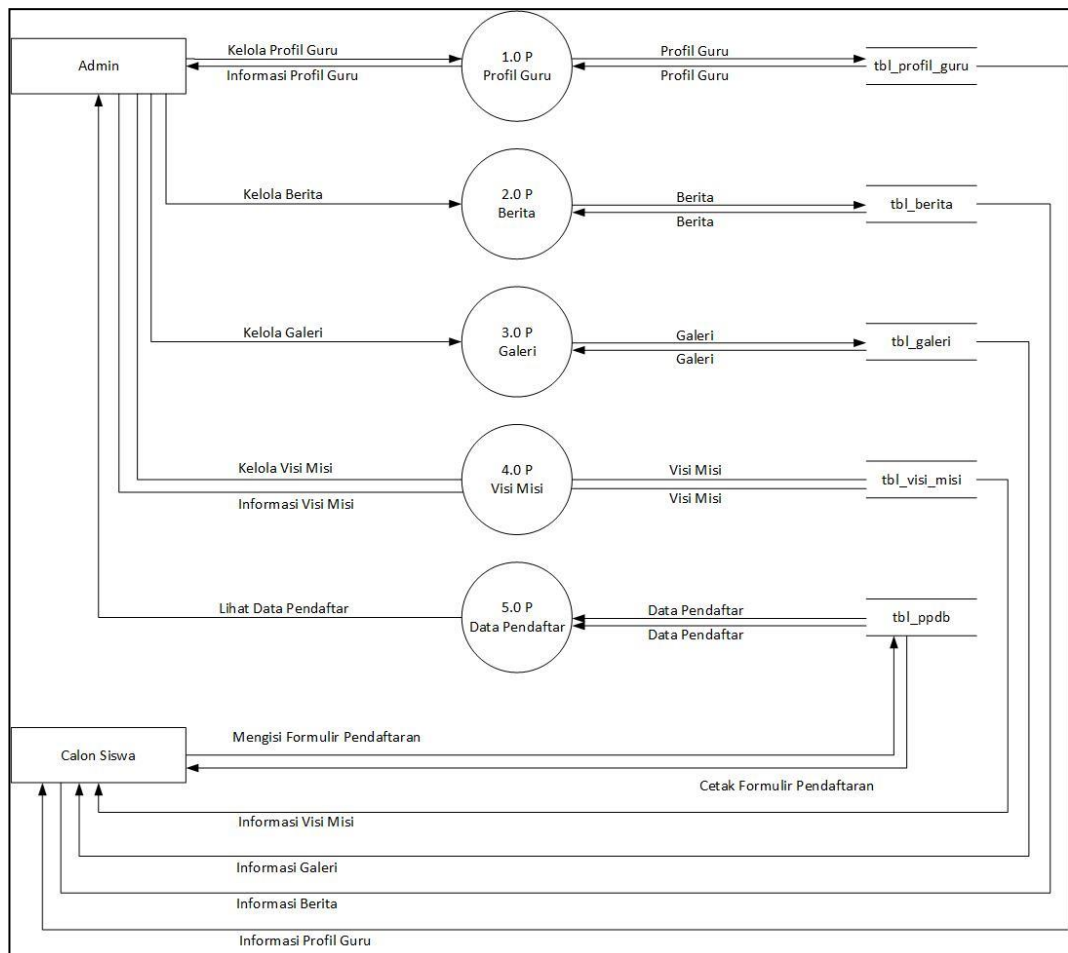 Admin
Kelola Profil Guru
Informasi Profil Guru
1.0 P
Profil Guru
Profil Guru
Profil Guru
tbl_profil_guru
Kelola Berita
2.0 P
Berita
Berita
Berita
tbl_berita
Kelola Galeri
3.0 P
Galeri
Galeri
Galeri
tbl_galeri
Kelola Visi Misi
Informasi Visi Misi
4.0 P
Visi Misi
Visi Misi
Visi Misi
tbl_visi_misi
Lihat Data Pendaftar
5.0 P
Data Pendaftar
Data Pendaftar
Data Pendaftar
tbl_ppdb
Calon Siswa
Mengisi Formulir Pendaftaran
Cetak Formulir Pendaftaran
Informasi Visi Misi
Informasi Galeri
Informasi Berita
Informasi Profil Guru